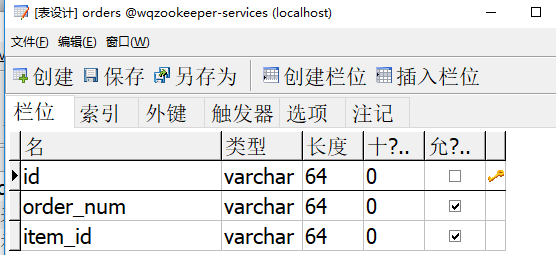 [表设计] orders @wqzookeeper-services (localhost)
文件(F) 编辑(E) 窗口(W)
创建 保存 另存为 创建栏位 插入栏位
栏位 索引 外键 触发器 选项 注记
名 类型 长度 十?.. 允?..
id varchar 64 0
order_num varchar 64 0
item_id varchar 64 0